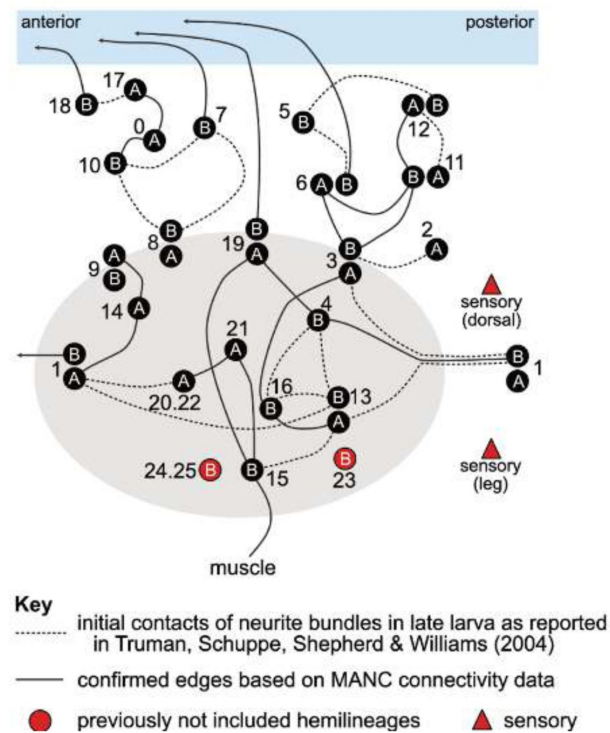 anterior posterior
17
A
18 B
0
A
7
B
10 B
5
B
A B
12
11
B A
6 A B
2
A
8
B
A
19
B
A
3
B
A
9
A
B
14 A
4
B
sensory
(dorsal)
21
A
1
B
A
B 1
A
A
20.22
16
B
B 13
A
24.25 B
B 15
B
23
sensory
(leg)
muscle
Key
initial contacts of neurite bundles in late larva as reported
in Truman, Schuppe, Shepherd & Williams (2004)
confirmed edges based on MANC connectivity data
previously not included hemilineages sensory